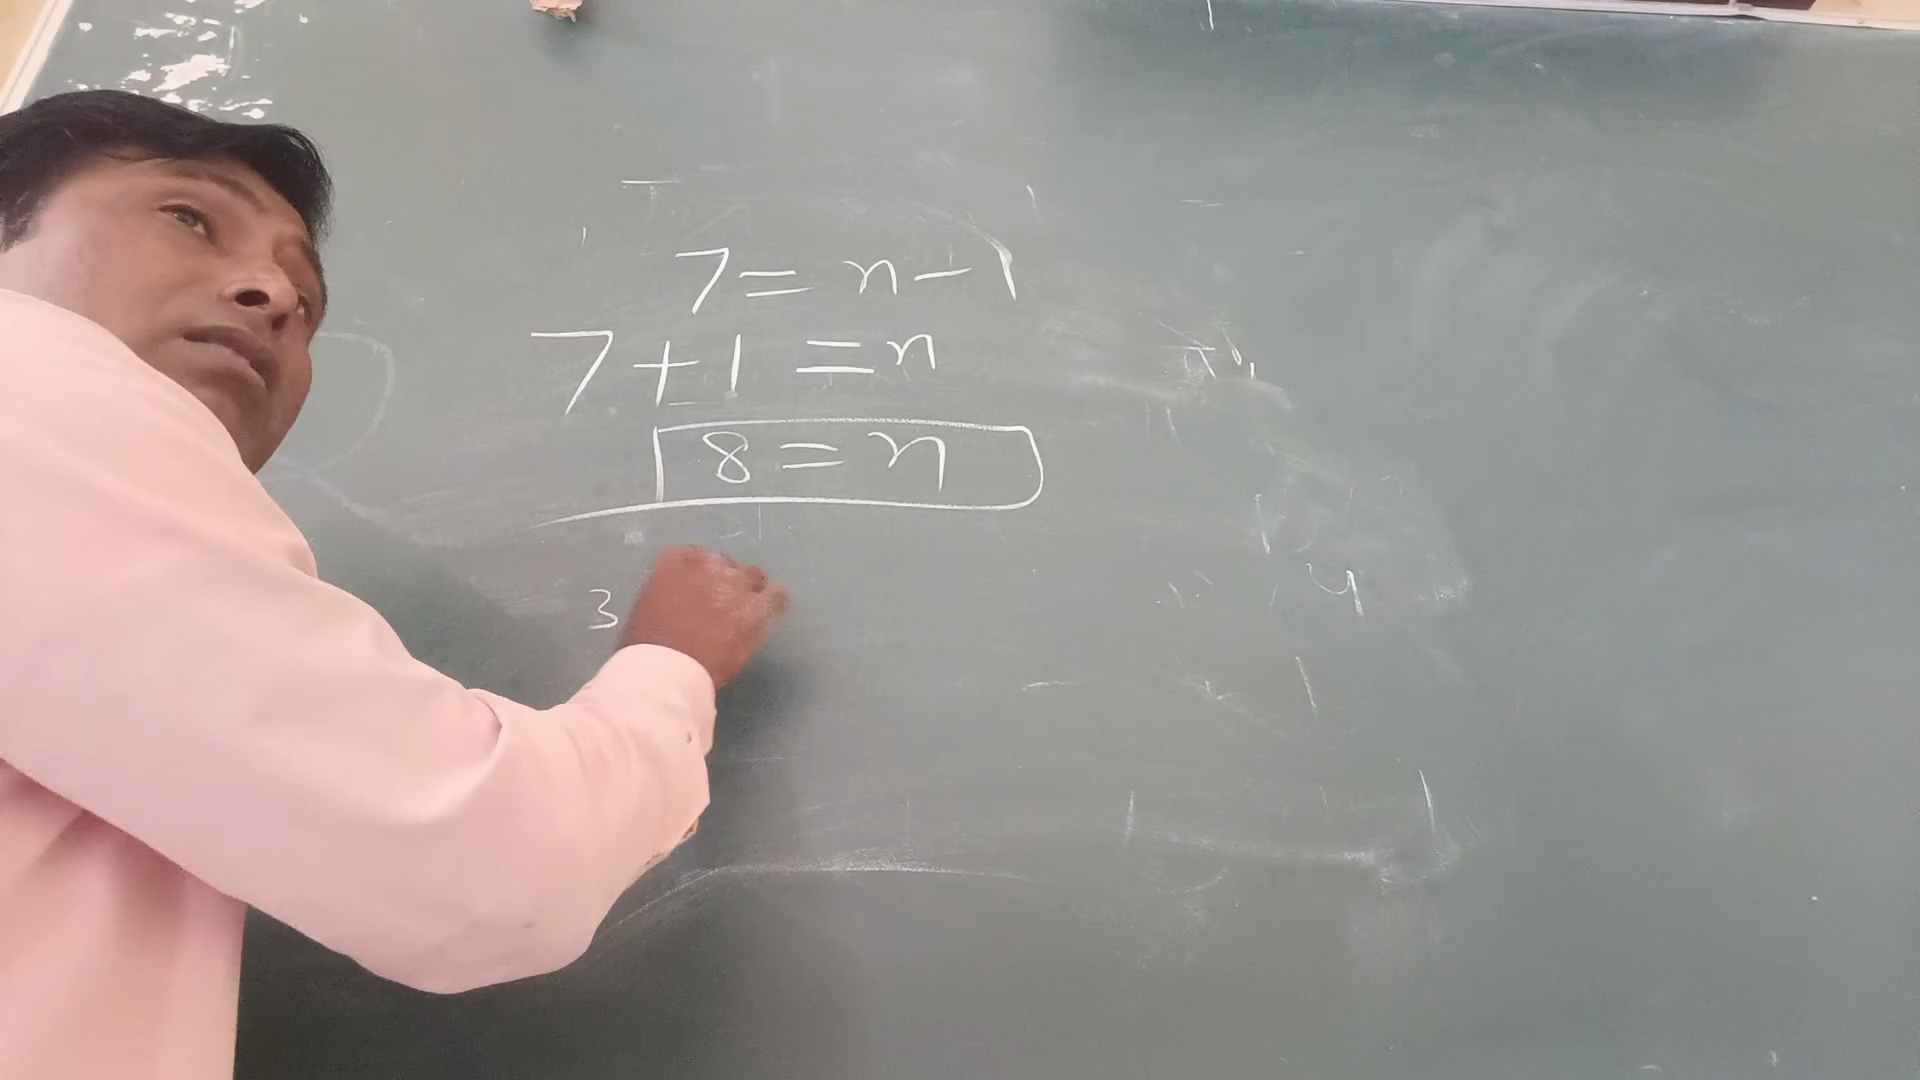 7 = n - 1
7 + 1 = n
8 = n
3
y